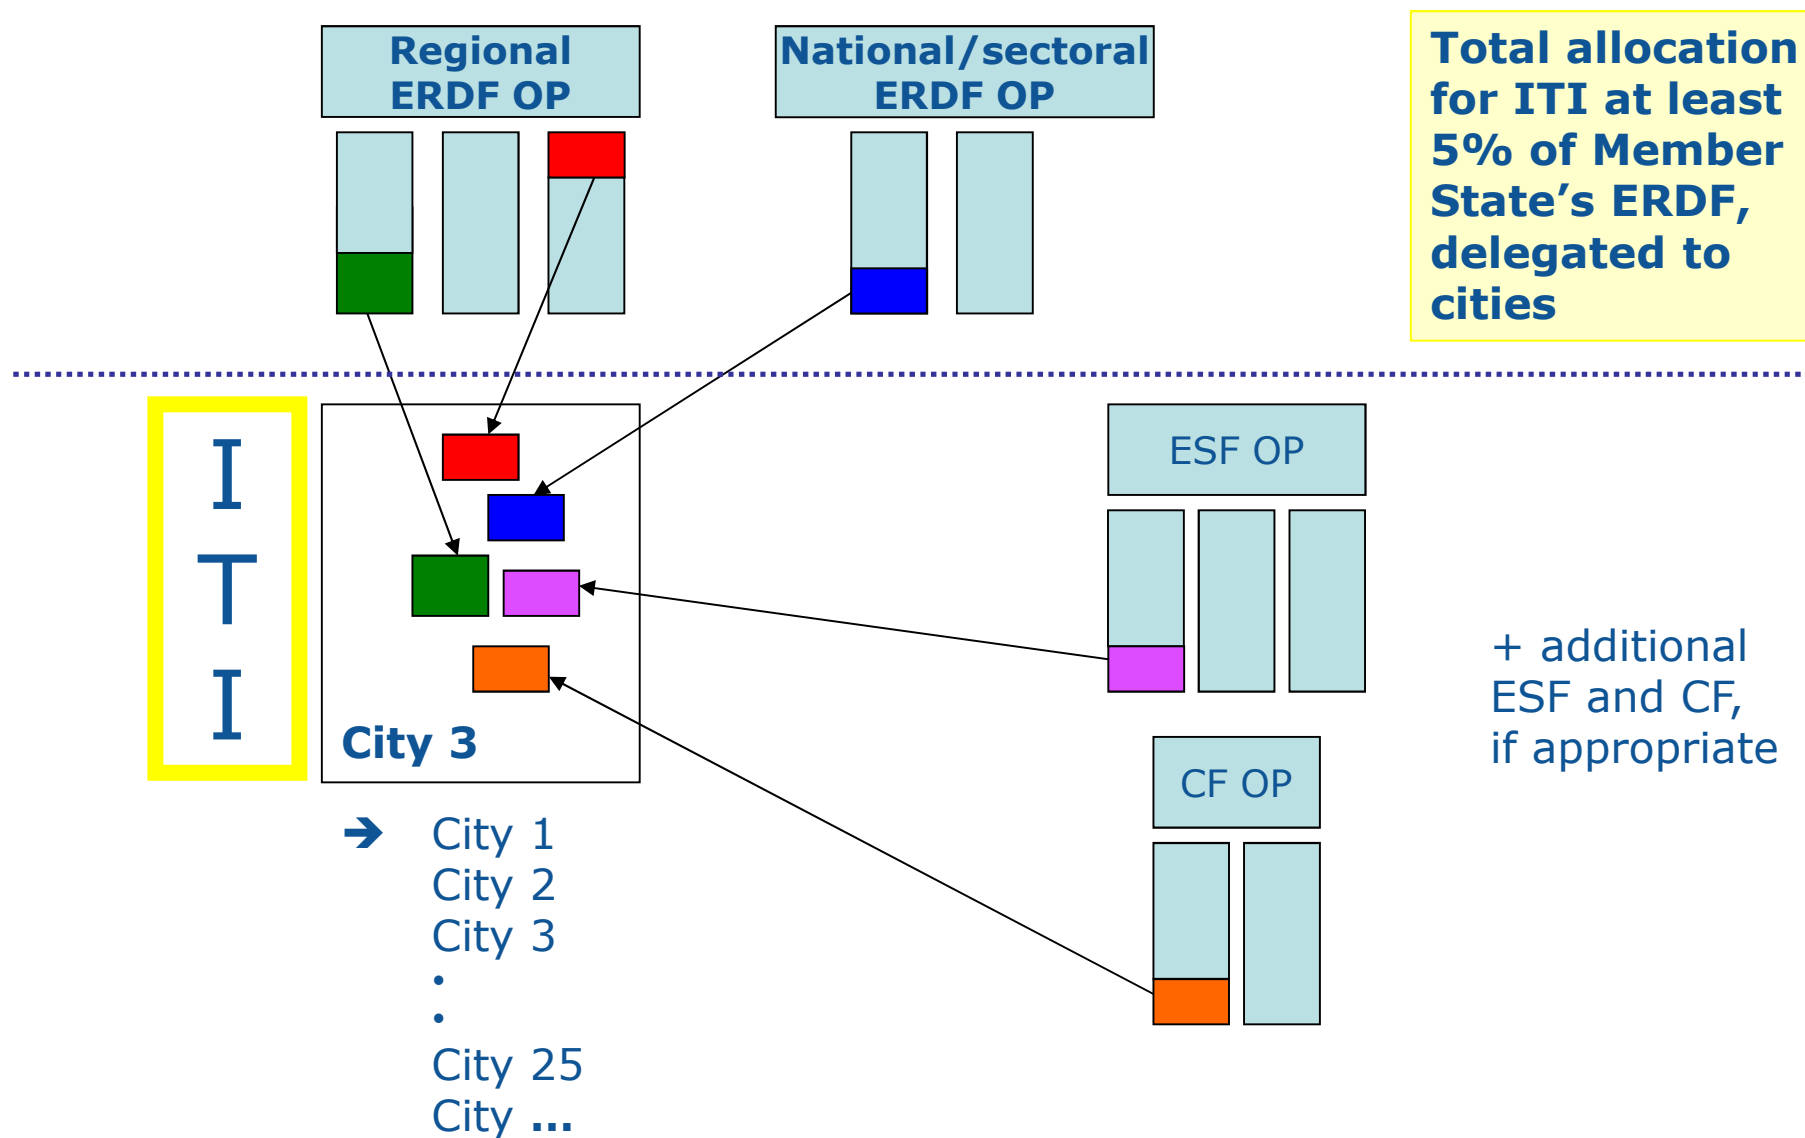 Regional
ERDF OP
National/sectoral
ERDF OP
Total allocation
for ITI at least
5% of Member
State’s ERDF,
delegated to
cities
I
T
I
City 3
ESF OP
+ additional
ESF and CF,
if appropriate
CF OP
➔ City 1
City 2
City 3
•
•
City 25
City ...